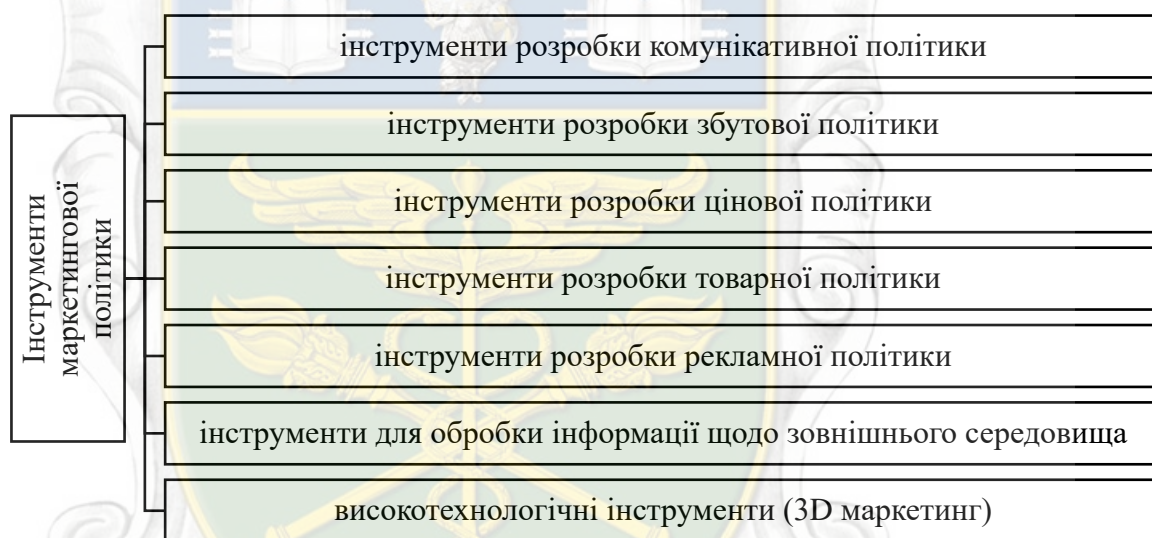 Інструменти
маркетингової
політики
інструменти розробки комунікативної політики
інструменти розробки збутової політики
інструменти розробки цінової політики
інструменти розробки товарної політики
інструменти розробки рекламної політики
інструменти для обробки інформації щодо зовнішнього середовища
високотехнологічні інструменти (3D маркетинг)